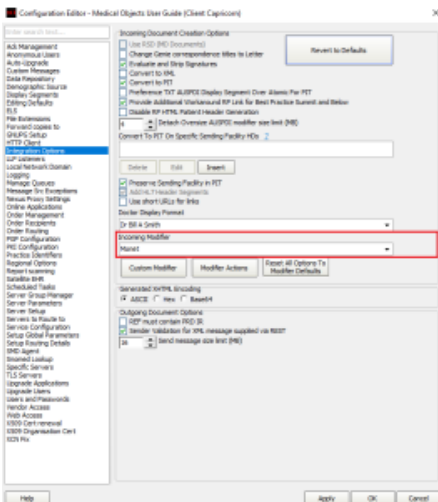 Configuration Editor - Medical Objects User Guide (Client Capricorn)
Enter search text...
Ack Management
Anonymous Users
Auto-Upgrade
Custom Messages
Data Repository
Demographic Source
Display Segments
Editing Defaults
ELS
File Extensions
Forward copies to
GnuPG Setup
HTTP Client
Integration Options
LLP Listeners
Local Network Domain
Logging
Manage Queues
Message Src Exceptions
Nexus Proxy Settings
Online Applications
Order Management
Order Recipients
Order Routing
PDF Configuration
PKI Configuration
Practice Identifiers
Regional Options
Report scanning
Satellite EHR
Scheduled Tasks
Server Group Manager
Server Parameters
Server Setup
Servers to Route to
Service Configuration
Setup Global Parameters
Setup Routing Details
SMD Agent
Snomed Lookup
Specific Servers
TLS Servers
Upgrade Applications
Upgrade Users
Users and Passwords
Vendor Access
Web Access
X509 Cert renewal
X509 Organisation Cert
Incoming Document Creation Options
Use RSD (MO Documents)
Change Genie correspondence titles to Letter
Evaluate and Strip Signatures
Convert to XML
Convert to PIT
Preference TXT AUSPDI Display Segment Over Atomic For PIT
Provide Additional Workaround RP Link for Best Practice Summit and Below
Disable RP HTML Patient Header Generation
4 Detach Oversize AUSPDI modifier size limit (MB)
Convert To PIT On Specific Sending Facility HDs ?
Revert to Defaults
Delete Edit Insert
Preserve Sending Facility in PIT
Add HL7 Header Segments
Use short URLs for links
Doctor Display Format
Dr Bill A Smith
Incoming Modifier
Monet
Custom Modifier Modifier Actions Reset All Options To Modifier Defaults
Generated XHTML Encoding
ASCII Hex Base64
Outgoing Document Options
REF must contain PRD IR
Sender Validation for XML message supplied via REST
Send message size limit (MB)
Help Apply OK Cancel